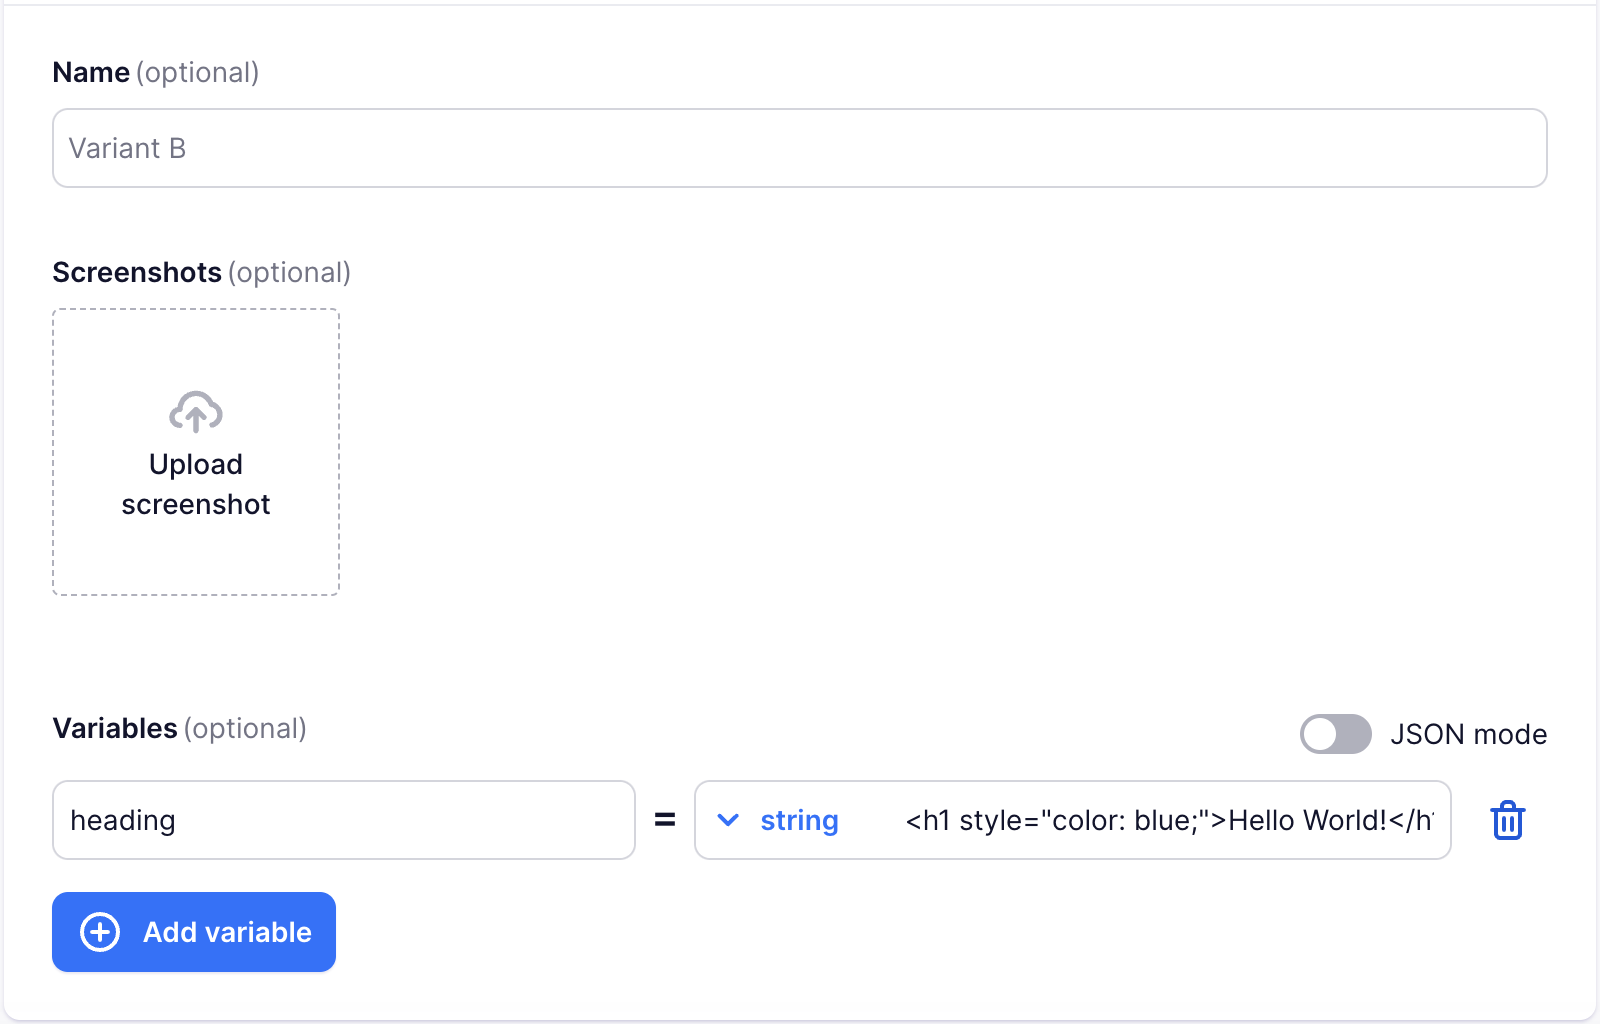 Name (optional)
Variant B
Screenshots (optional)
Upload
screenshot
Variables (optional)
JSON mode
heading = string <h1 style="color: blue;">Hello World!</h
Add variable